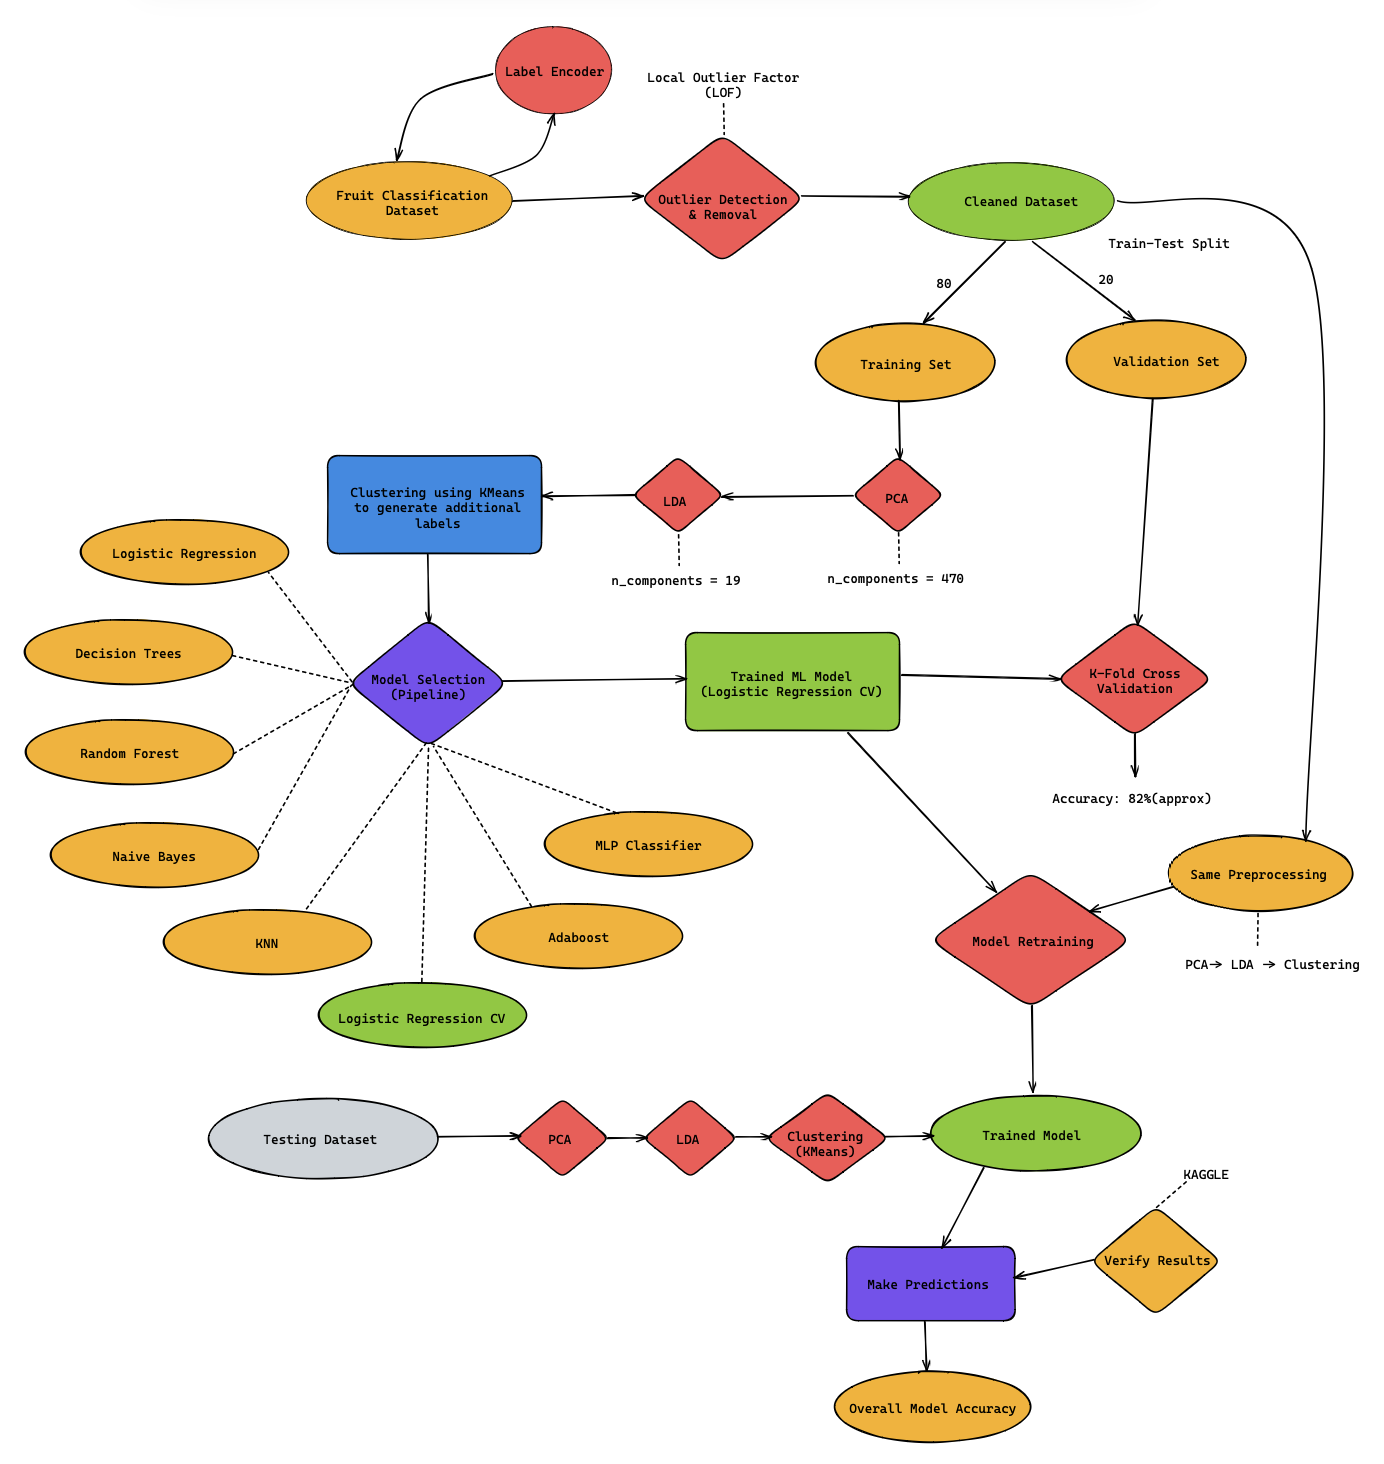 Label Encoder
Local Outlier Factor
(LOF)
Fruit Classification
Dataset
Outlier Detection
& Removal
Cleaned Dataset
Train-Test Split
80
20
Training Set
Validation Set
Clustering using KMeans
to generate additional
labels
LDA
PCA
n_components = 19
n_components = 470
Logistic Regression
Decision Trees
Random Forest
Naive Bayes
KNN
Logistic Regression CV
Adaboost
MLP Classifier
Model Selection
(Pipeline)
Trained ML Model
(Logistic Regression CV)
K-Fold Cross
Validation
Accuracy: 82%(approx)
Same Preprocessing
PCA→ LDA → Clustering
Model Retraining
Testing Dataset
PCA
LDA
Clustering
(KMeans)
Trained Model
KAGGLE
Verify Results
Make Predictions
Overall Model Accuracy